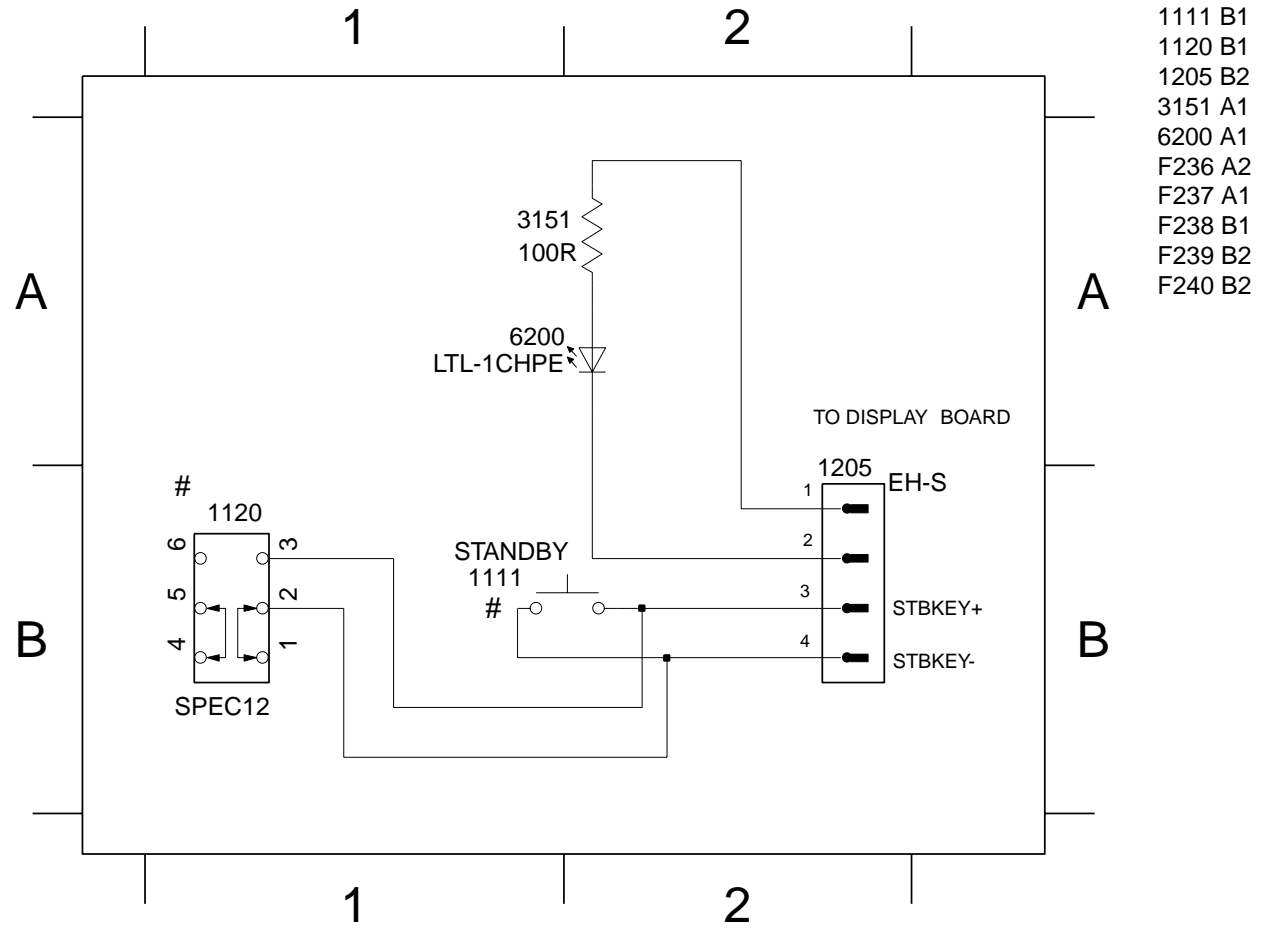 1
2
1111 B1
1120 B1
1205 B2
3151 A1
6200 A1
F236 A2
F237 A1
F238 B1
F239 B2
F240 B2
3151
100R
A
A
6200
LTL-1CHPE
TO DISPLAY BOARD
1205
EH-S
#
1120
1
6
3
2
STANDBY
1111
#
5
2
3
STBKEY+
B
B
4
1
4
STBKEY-
SPEC12
1
2